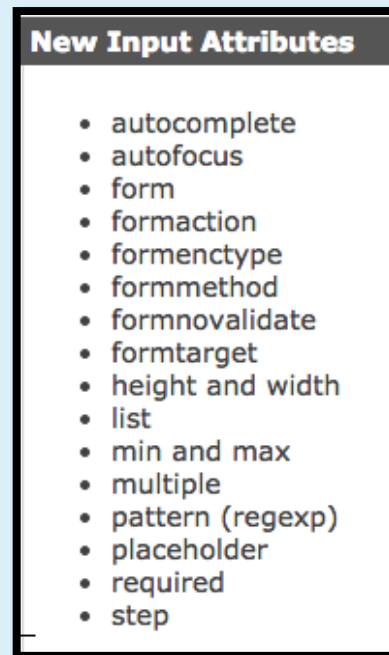 New Input Attributes
• autocomplete
• autofocus
• form
• formaction
• formenctype
• formmethod
• formnovalidate
• formtarget
• height and width
• list
• min and max
• multiple
• pattern (regexp)
• placeholder
• required
• step